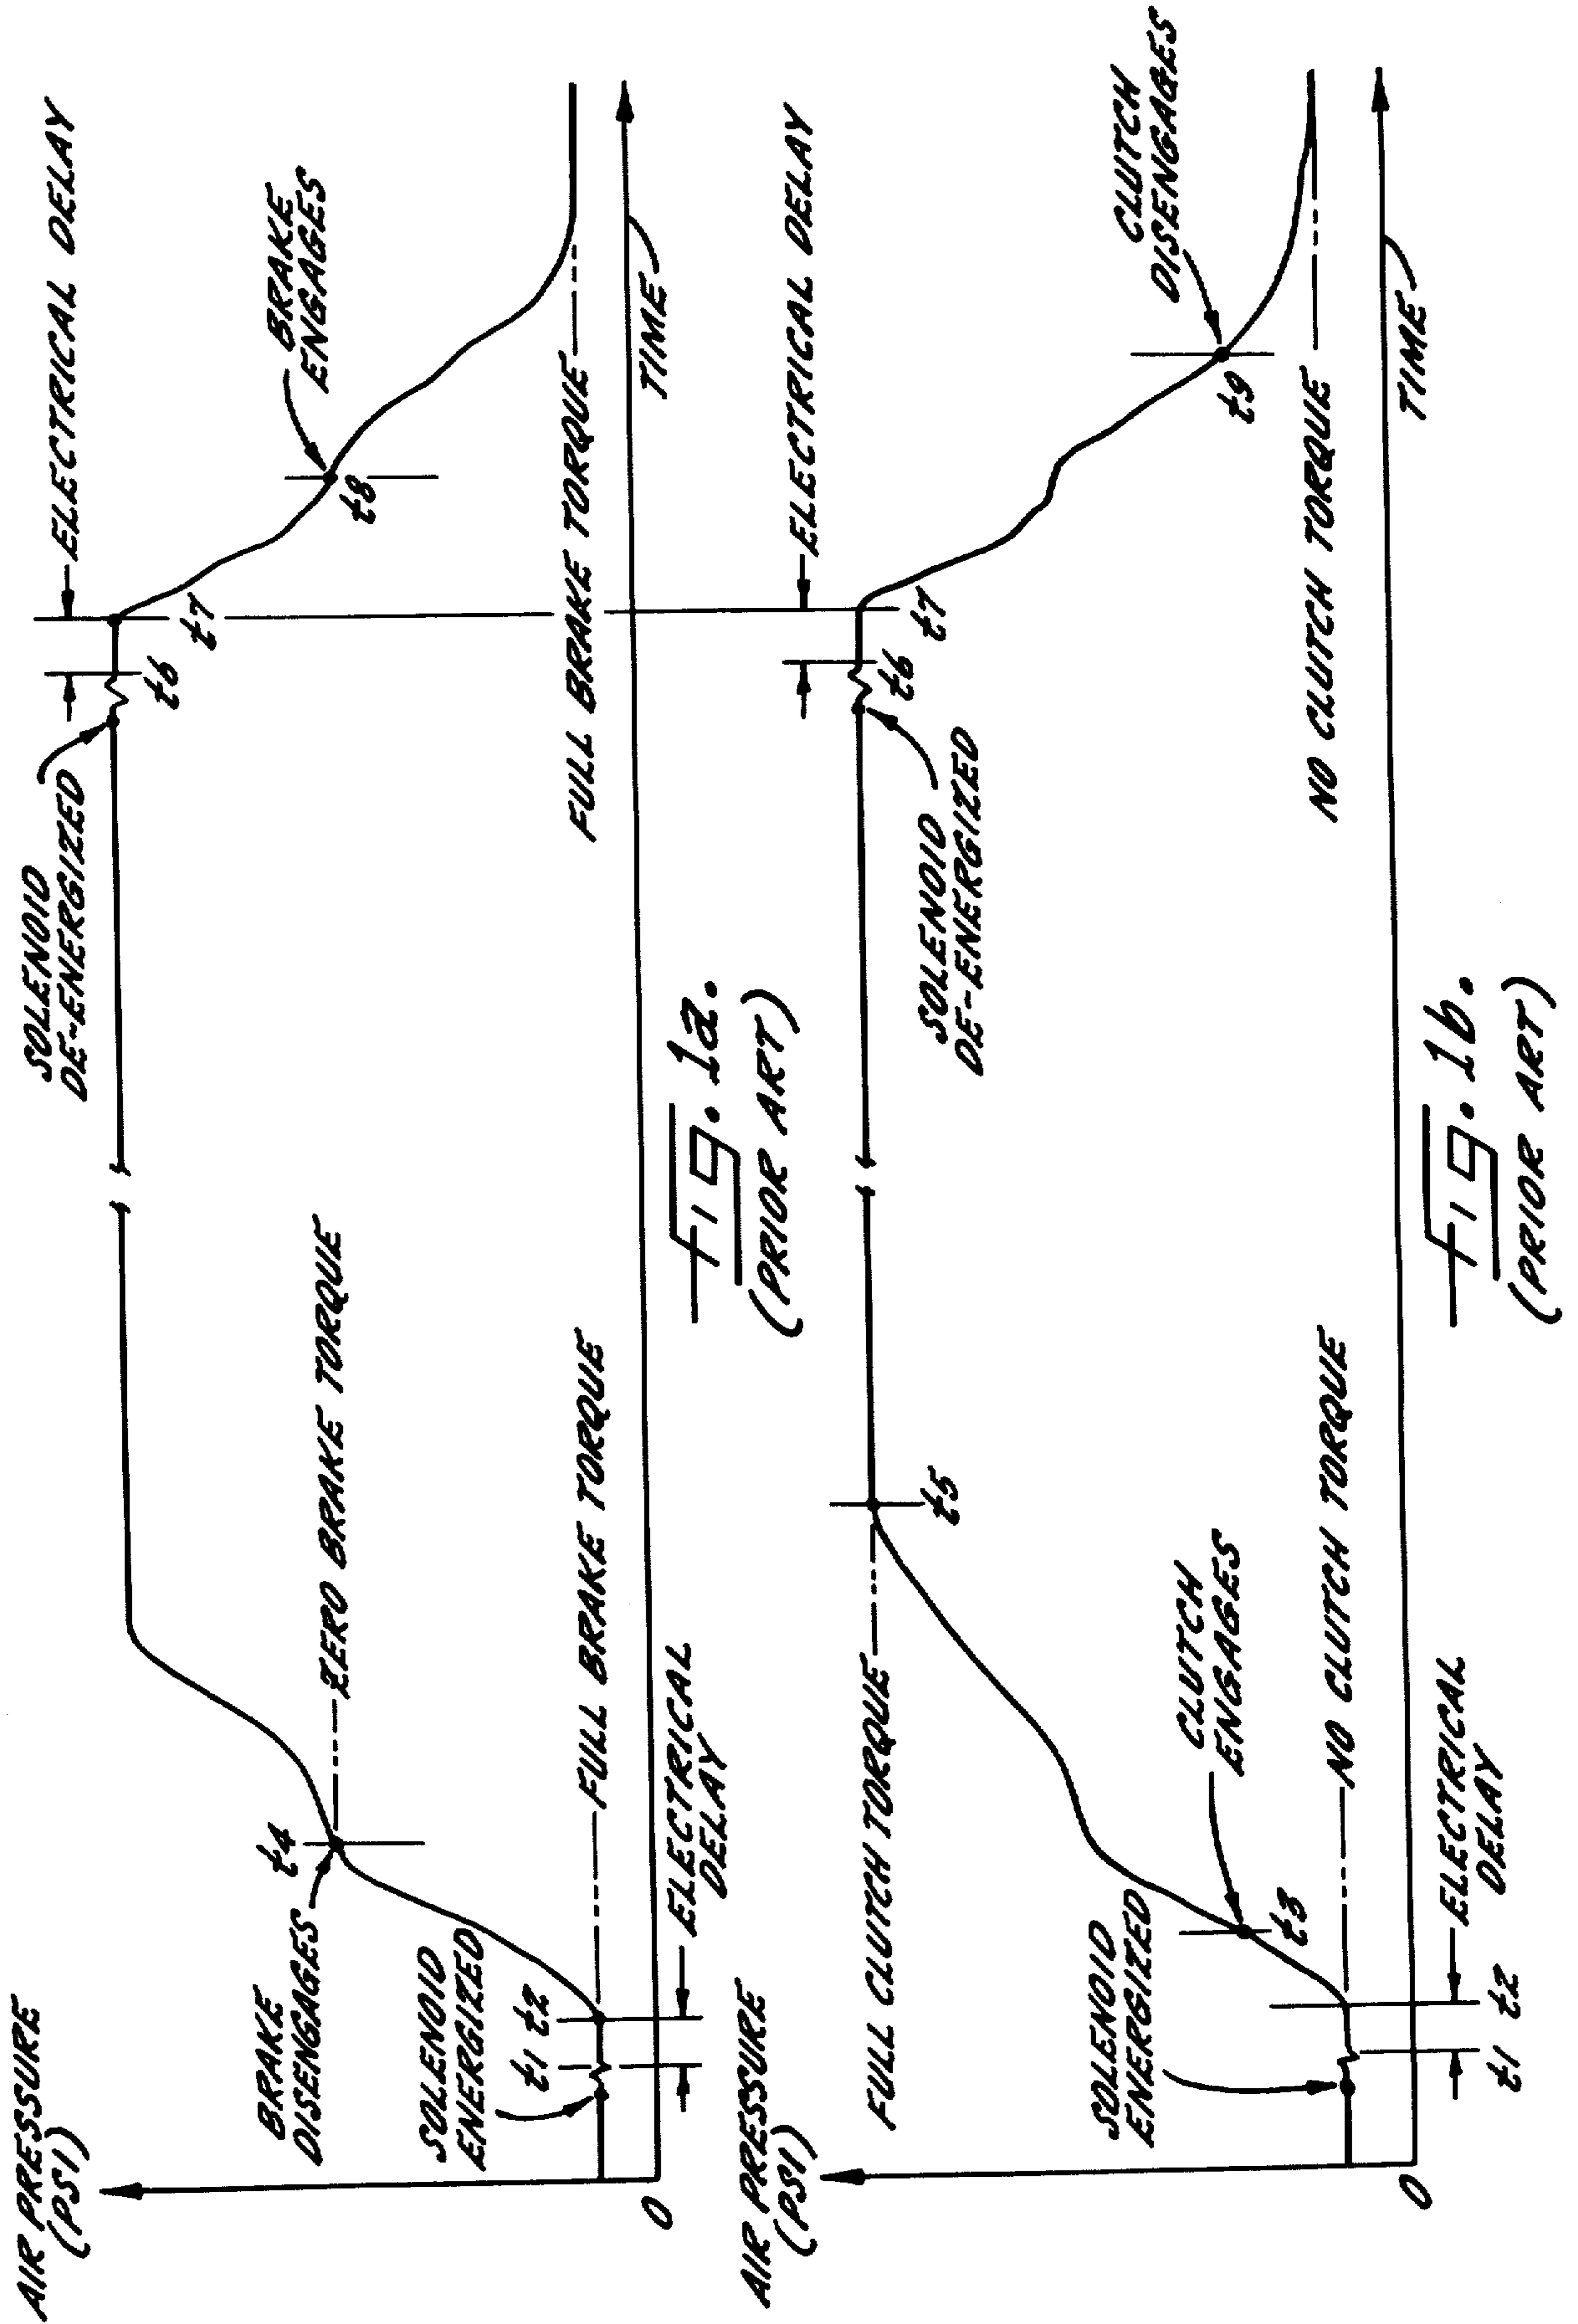 AIR PRESSURE
(PSI)
BRAKE
DISENGAGES
t4
ZERO BRAKE TORQUE
SOLENOID
ENERGIZED
t1 t2
FULL BRAKE TORQUE
ELECTRICAL
DELAY
0
SOLENOID
DE-ENERGIZED
t6
t7
ELECTRICAL DELAY
BRAKE
ENGAGES
t8
FULL BRAKE TORQUE
TIME
Fig. 1a.
(PRIOR ART)
AIR PRESSURE
(PSI)
FULL CLUTCH TORQUE
t5
SOLENOID
ENERGIZED
CLUTCH
ENGAGES
t3
NO CLUTCH TORQUE
t1 t2
ELECTRICAL
DELAY
0
SOLENOID
DE-ENERGIZED
t6
t7
ELECTRICAL DELAY
CLUTCH
DISENGAGES
t9
NO CLUTCH TORQUE
TIME
Fig. 1b.
(PRIOR ART)